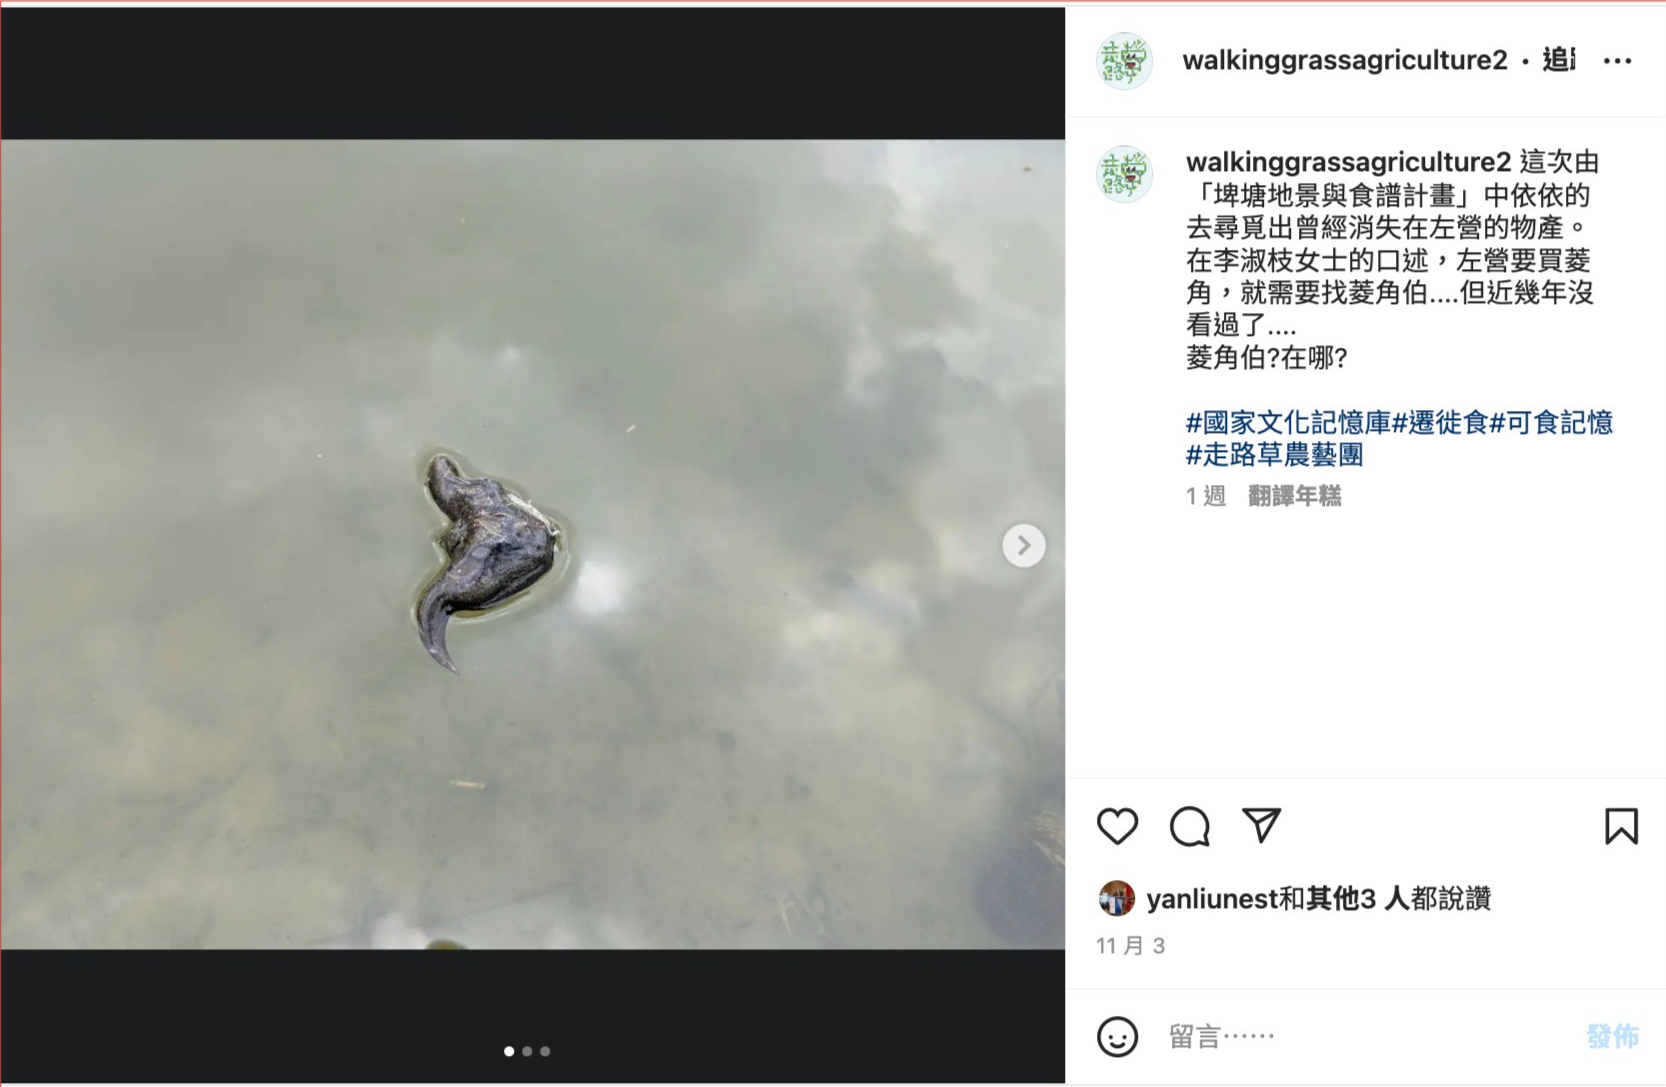 walkinggrassagriculture2 • 追
walkinggrassagriculture2 這次由
「埤塘地景與食譜計畫」中依依的
去尋覓出曾經消失在左營的物產。
在李淑枝女士的口述，左營要買菱
角，就需要找菱角伯....但近幾年沒
看過了....
菱角伯?在哪?
#國家文化記憶庫#遷徙食#可食記憶
#走路草農藝團
1 週 翻譯年糕
yanliunest和其他3 人都說讚
11 月 3
留言……
發佈